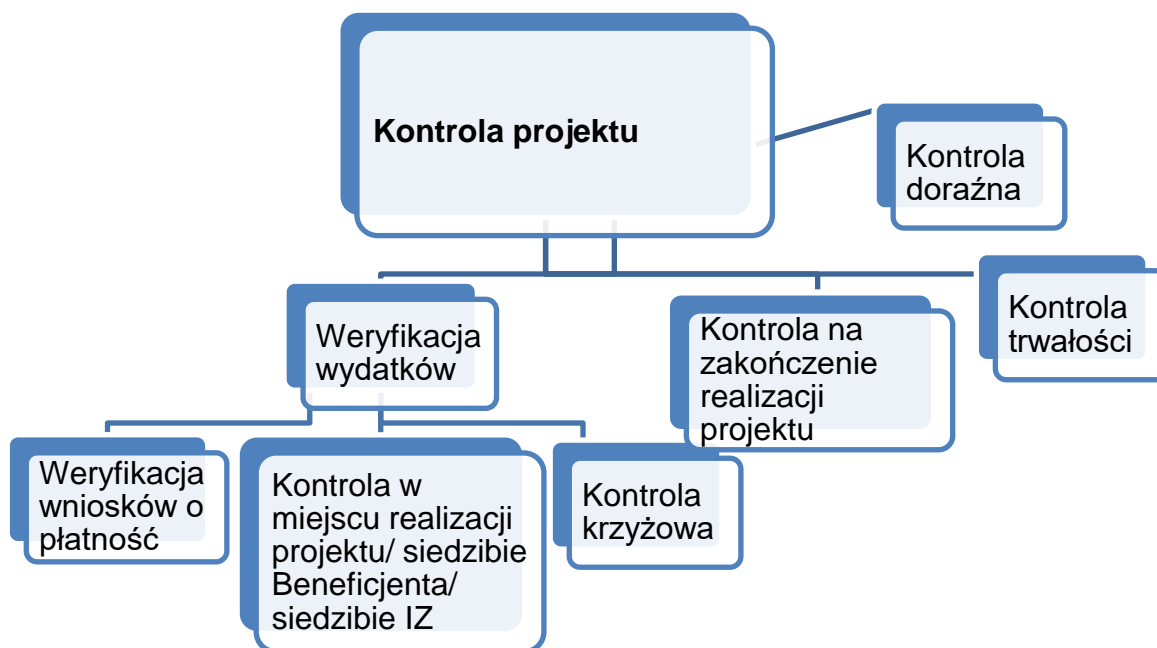 Kontrola projektu
Kontrola
doraźna
Weryfikacja
wydatków
Kontrola na
zakończenie
realizacji
projektu
Kontrola
trwałości
Weryfikacja
wniosków o
płatność
Kontrola w
miejscu realizacji
projektu/ siedzibie
Beneficjenta/
siedzibie IZ
Kontrola
krzyżowa